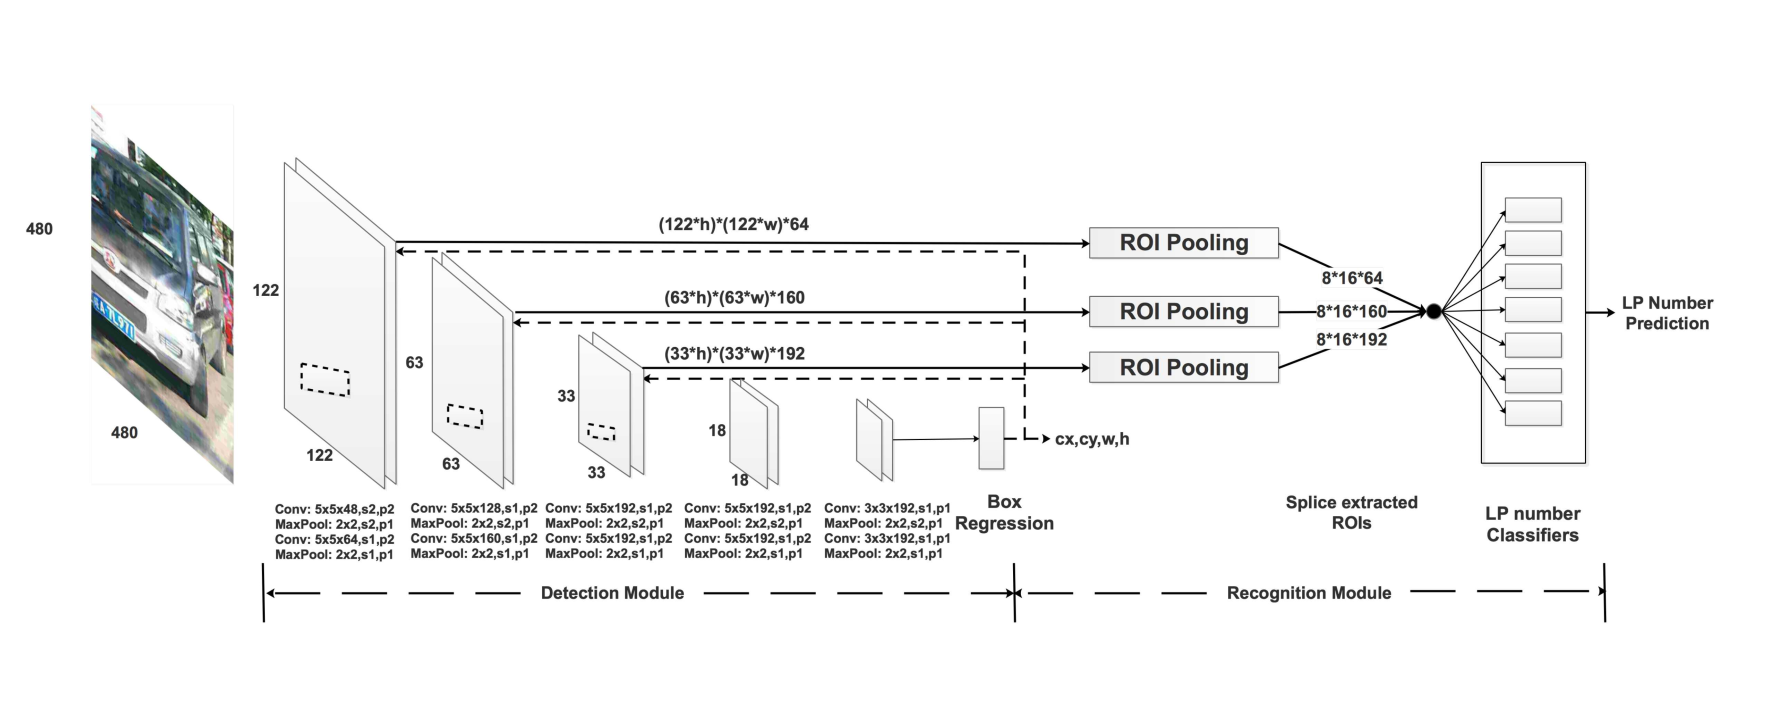 480
480
122
122
63
63
33
33
18
18
(122*h)*(122*w)*64
(63*h)*(63*w)*160
(33*h)*(33*w)*192
ROI Pooling
ROI Pooling
ROI Pooling
8*16*64
8*16*160
8*16*192
LP Number
Prediction
cx,cy,w,h
Conv: 5x5x48,s2,p2
MaxPool: 2x2,s2,p1
Conv: 5x5x64,s1,p2
MaxPool: 2x2,s1,p1
Conv: 5x5x128,s1,p2
MaxPool: 2x2,s2,p1
Conv: 5x5x160,s1,p2
MaxPool: 2x2,s1,p1
Conv: 5x5x192,s1,p2
MaxPool: 2x2,s2,p1
Conv: 5x5x192,s1,p2
MaxPool: 2x2,s1,p1
Conv: 5x5x192,s1,p2
MaxPool: 2x2,s2,p1
Conv: 5x5x192,s1,p2
MaxPool: 2x2,s1,p1
Conv: 3x3x192,s1,p1
MaxPool: 2x2,s2,p1
Conv: 3x3x192,s1,p1
MaxPool: 2x2,s1,p1
Box
Regression
Splice extracted
ROIs
LP number
Classifiers
Detection Module
Recognition Module